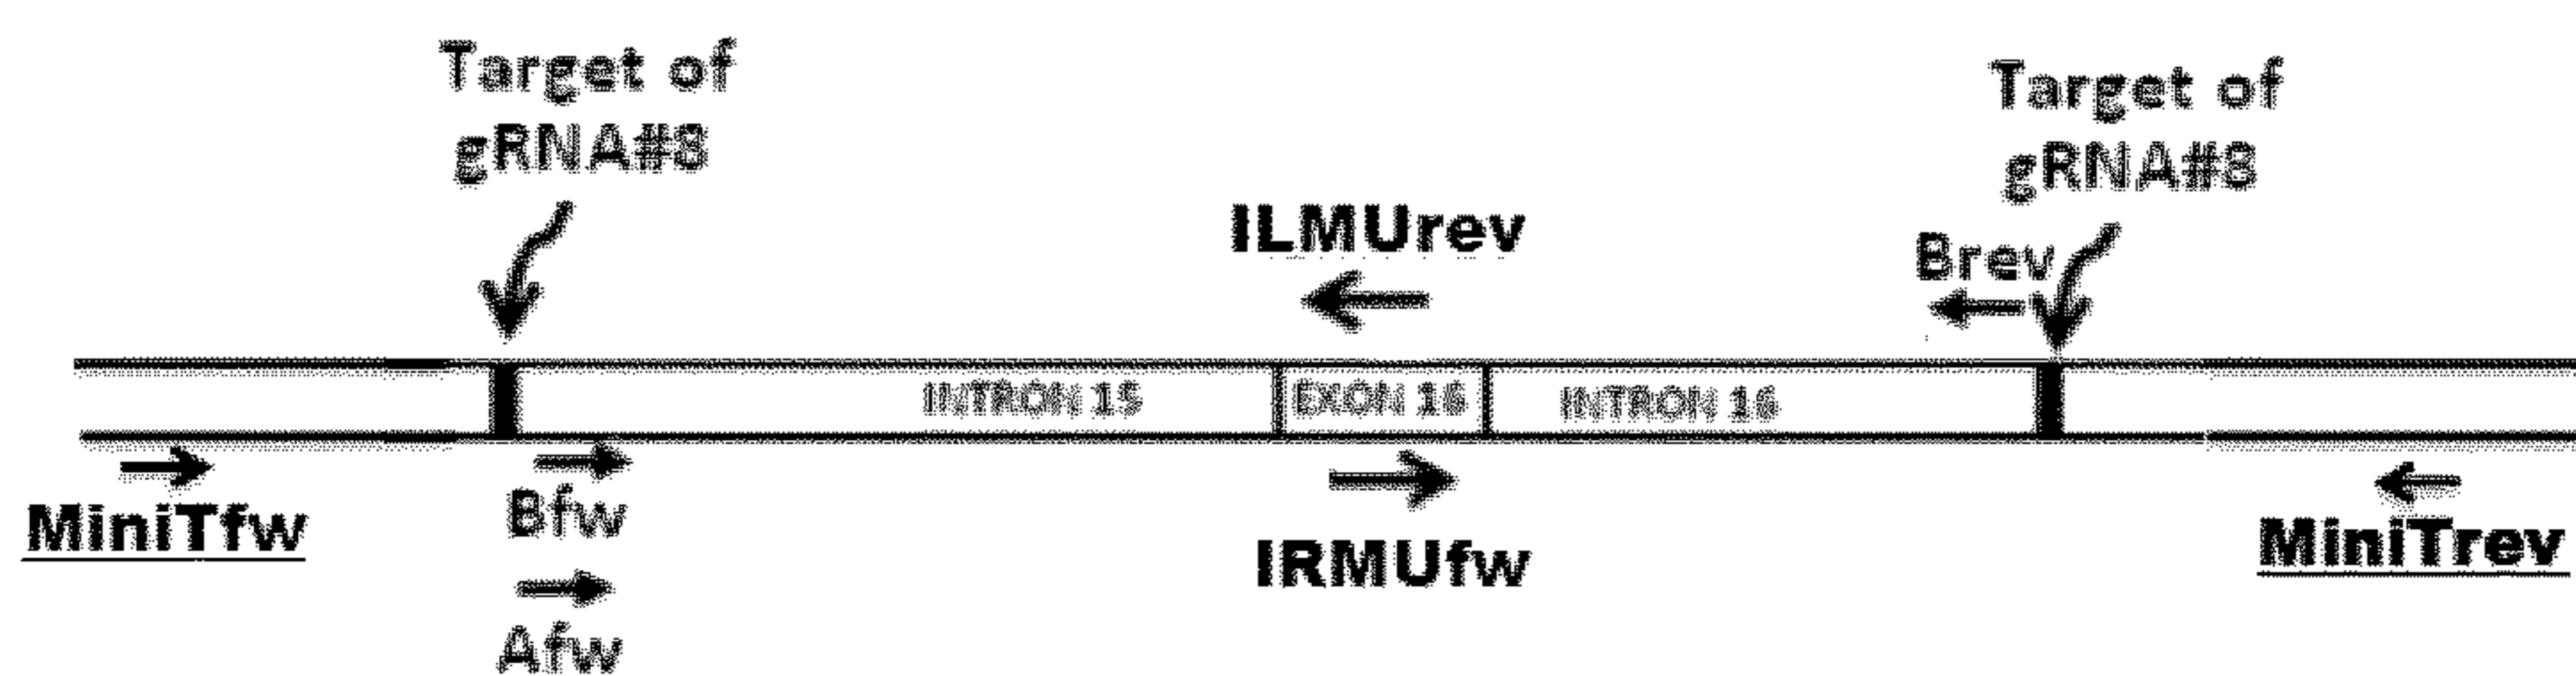 Target of
gRNA#8
Target of
gRNA#8
ILMUrev
Brev
INTRON 15
EXON 16
INTRON 16
MiniTfw
Bfw
IRMUfw
MiniTrev
Afw